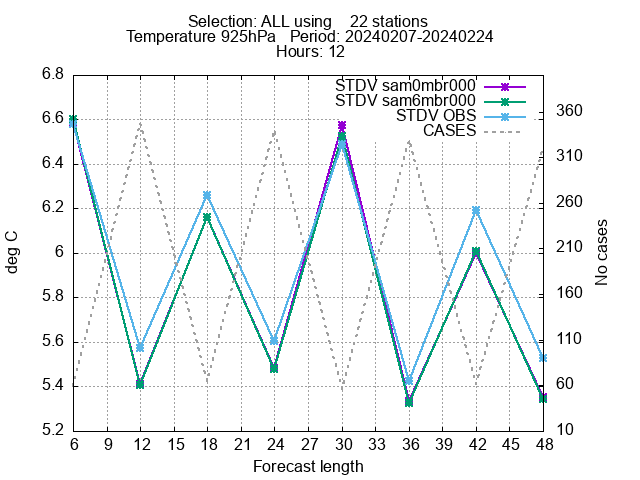 Selection: ALL using    22 stations
Temperature 925hPa   Period: 20240207-20240224
Hours: 12
STDV sam0mbr000
STDV sam6mbr000
STDV OBS
CASES
6.8
6.6
6.4
6.2
6
5.8
5.6
5.4
5.2
deg C
360
310
260
210
160
110
60
10
No cases
6 9 12 15 18 21 24 27 30 33 36 39 42 45 48
Forecast length